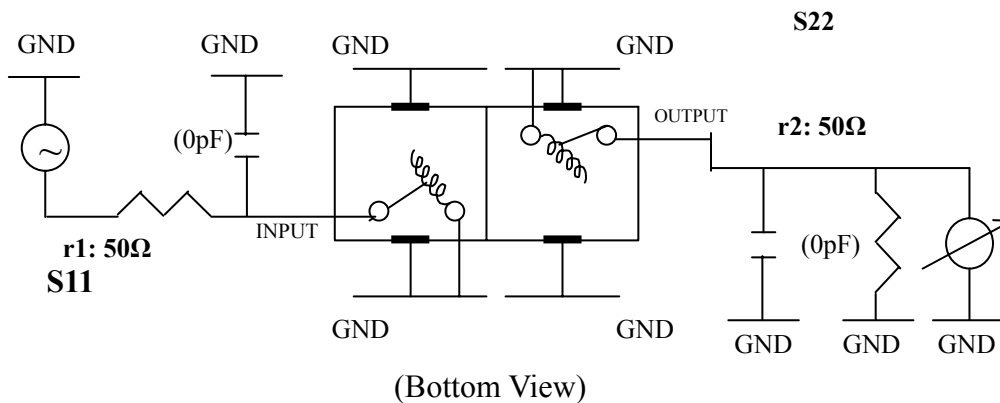 S22
GND
GND
GND
GND
OUTPUT
(0pF)
r2: 50Ω
INPUT
r1: 50Ω
(0pF)
S11
GND
GND
GND
GND
GND
(Bottom View)